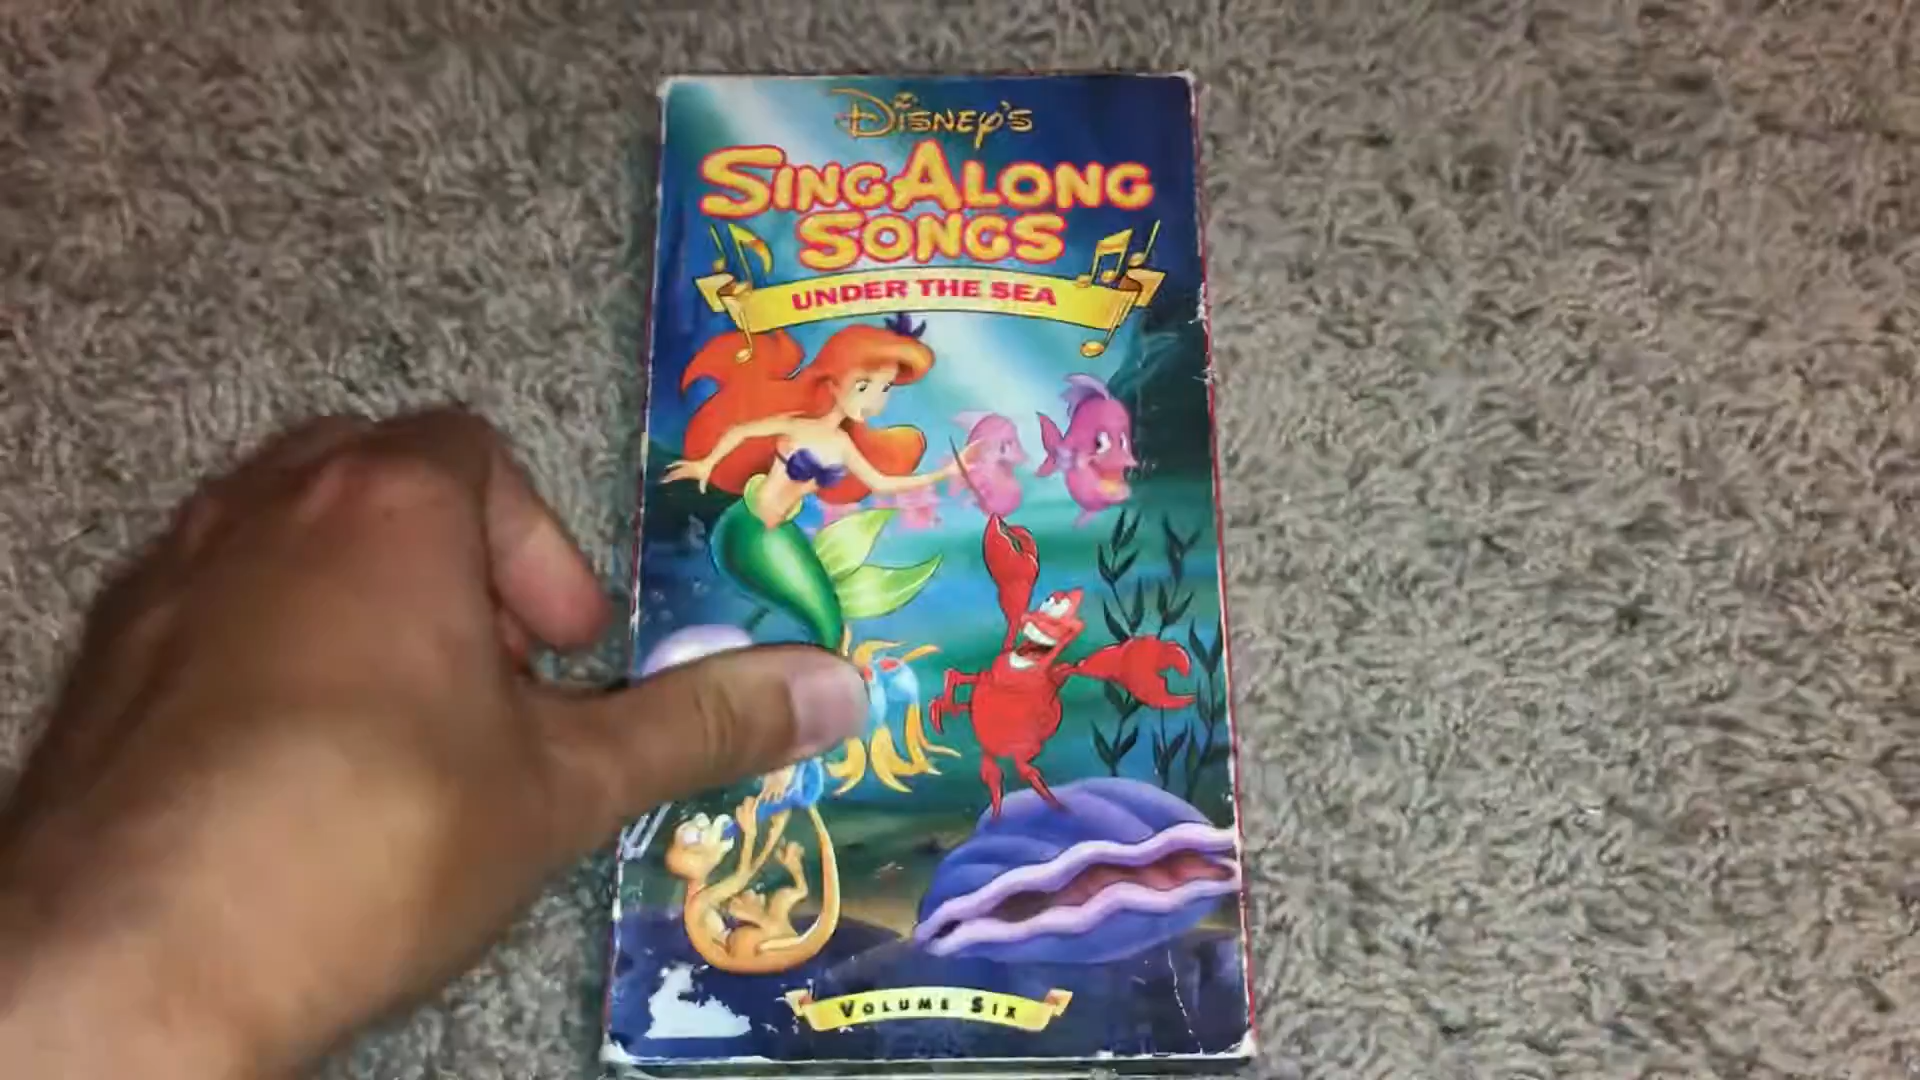 DISNEY'S
SING ALONG
SONGS
UNDER THE SEA
VOLUME SIX